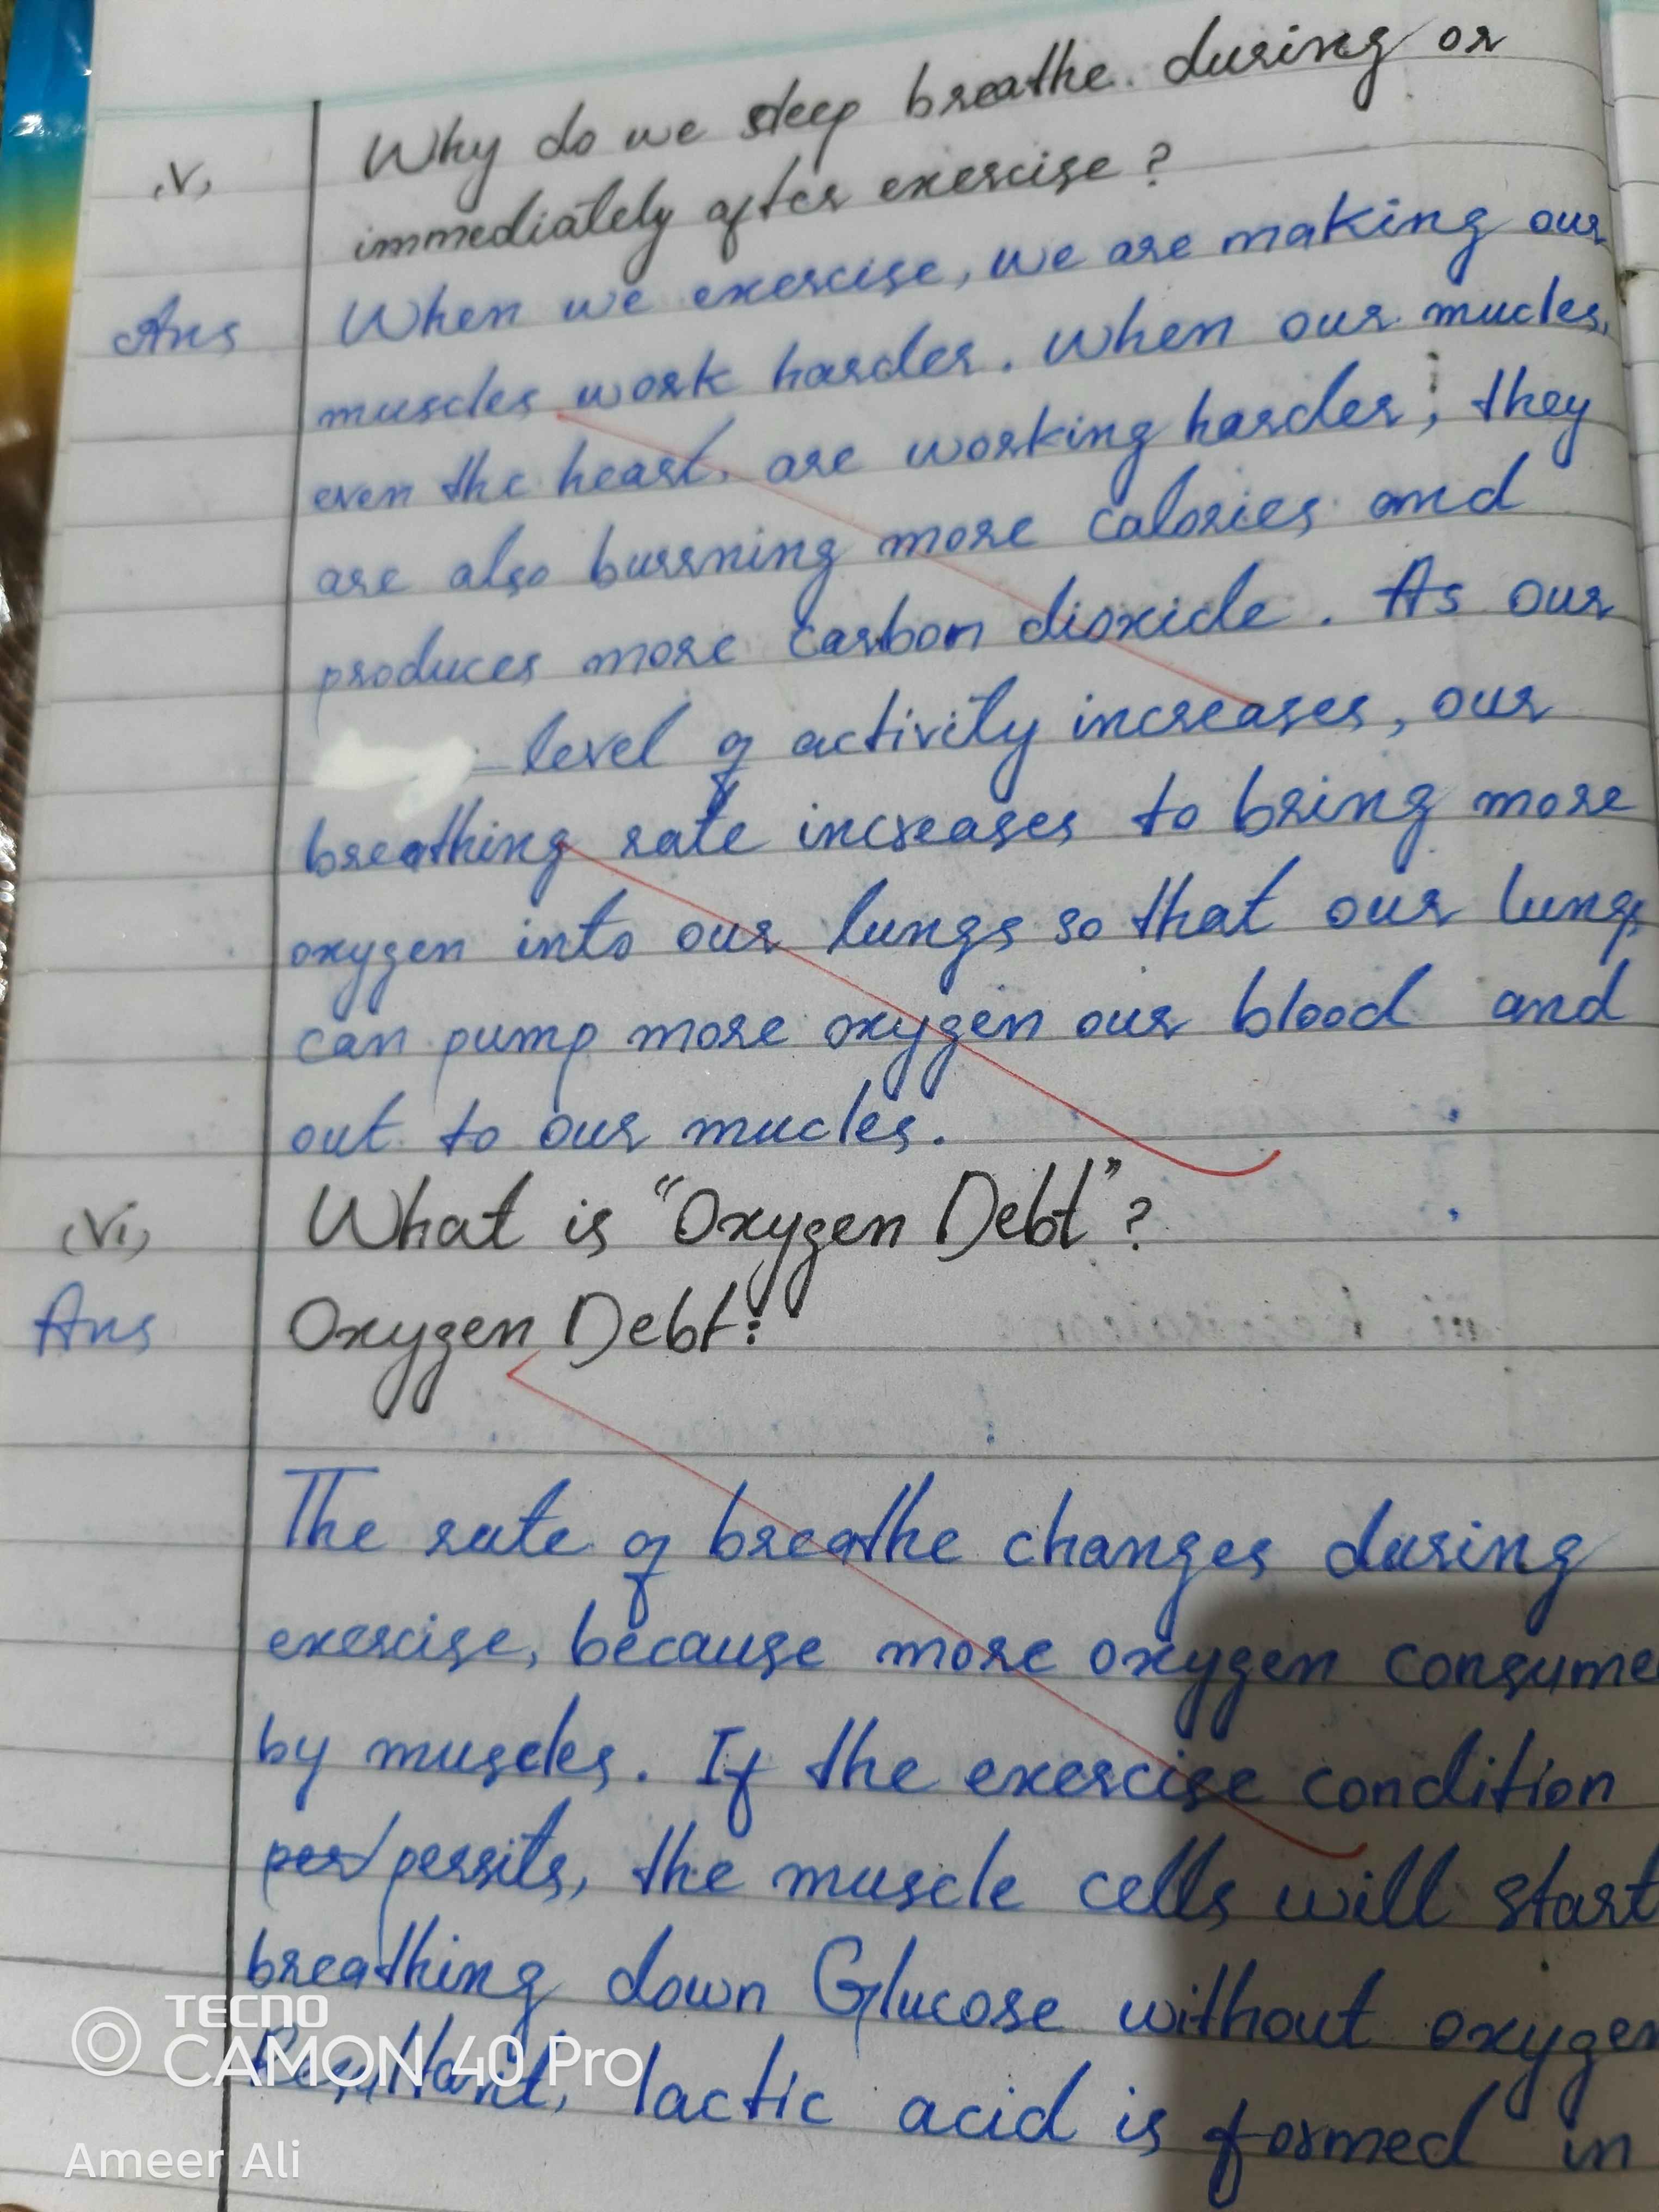 (v) Why do we deep breathe during or
immediately after exercise?
Ans When we exercise, we are making our
muscles work harder. When our mucles,
even the heart, are working harder, they
are also burrning more calories and
produces more carbon dioxide. As our
level of activity increases, our
breathing rate increases to bring more
oxygen into our lungs so that our lungs
can pump more oxygen our blood and
out to our mucles.
(vi) What is "Oxygen Debt"?
Ans Oxygen Debt:
The rate of breathe changes during
exercise, because more oxygen consume
by muscles. If the exercise condition
per persits, the muscle cells will start
breathing down Glucose without oxygen
Resultant, lactic acid is formed in
TECNO
CAMON 40 Pro
Ameer Ali